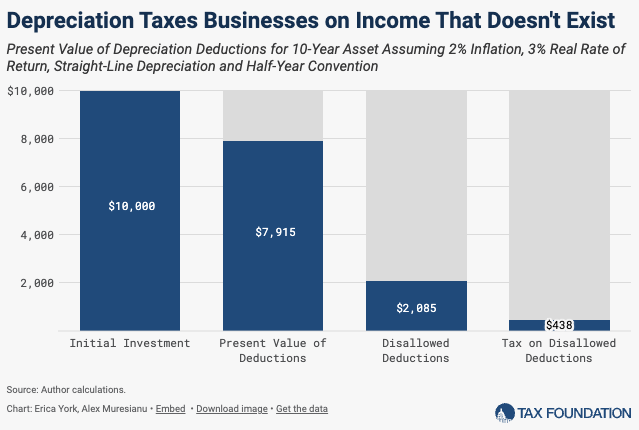 Depreciation Taxes Businesses on Income That Doesn't Exist
Present Value of Depreciation Deductions for 10-Year Asset Assuming 2% Inflation, 3% Real Rate of
Return, Straight-Line Depreciation and Half-Year Convention
$10,000
8,000
6,000
4,000
2,000
$10,000
$7,915
$2,085
$438
Initial Investment
Present Value of
Deductions
Disallowed
Deductions
Tax on Disallowed
Deductions
Source: Author calculations.
Chart: Erica York, Alex Muresianu • Embed • Download image • Get the data
TAX FOUNDATION